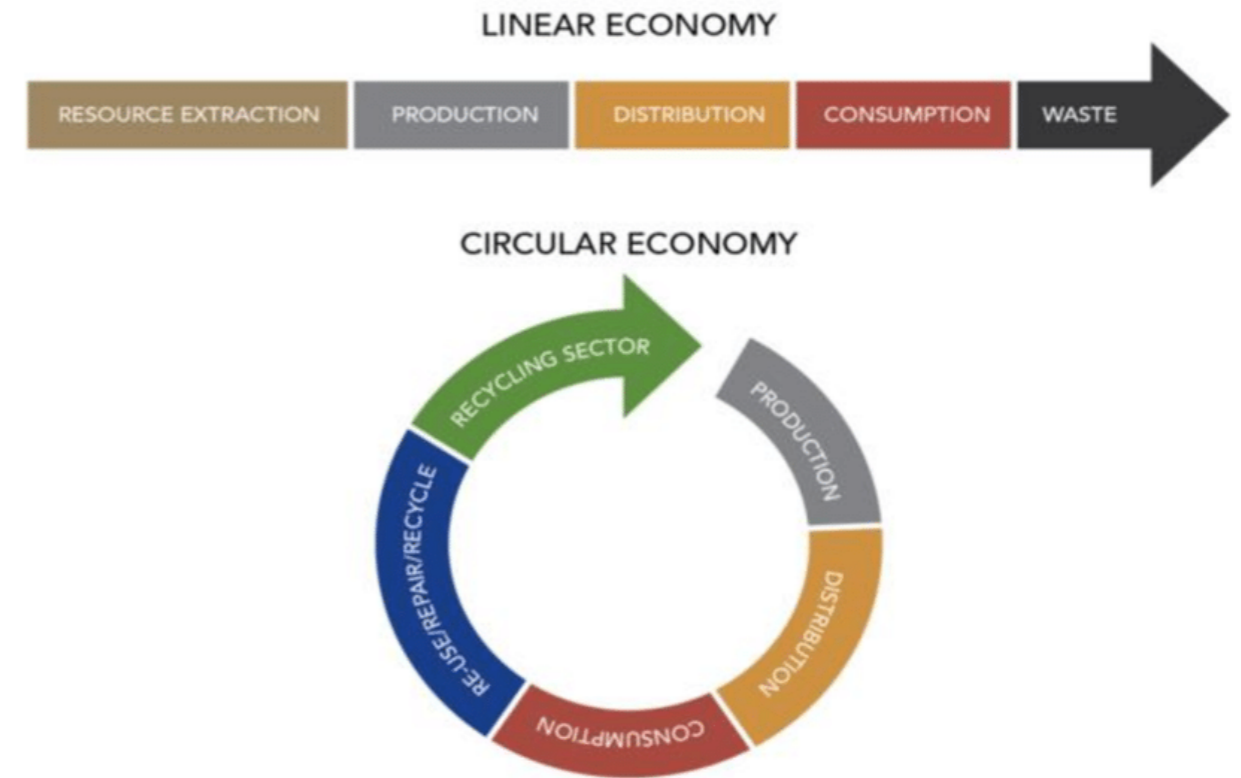 LINEAR ECONOMY
RESOURCE EXTRACTION
PRODUCTION
DISTRIBUTION
CONSUMPTION
WASTE
CIRCULAR ECONOMY
RECYCLING SECTOR
PRODUCTION
DISTRIBUTION
CONSUMPTION
RE-USE/REPAIR/RECYCLE